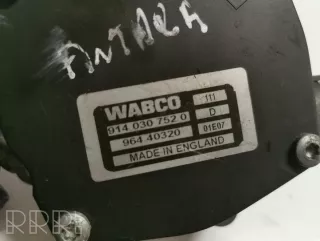 ANTARA
WABCO 111
914 030 752 0 D
964 40320 01E07
MADE IN ENGLAND
RRR